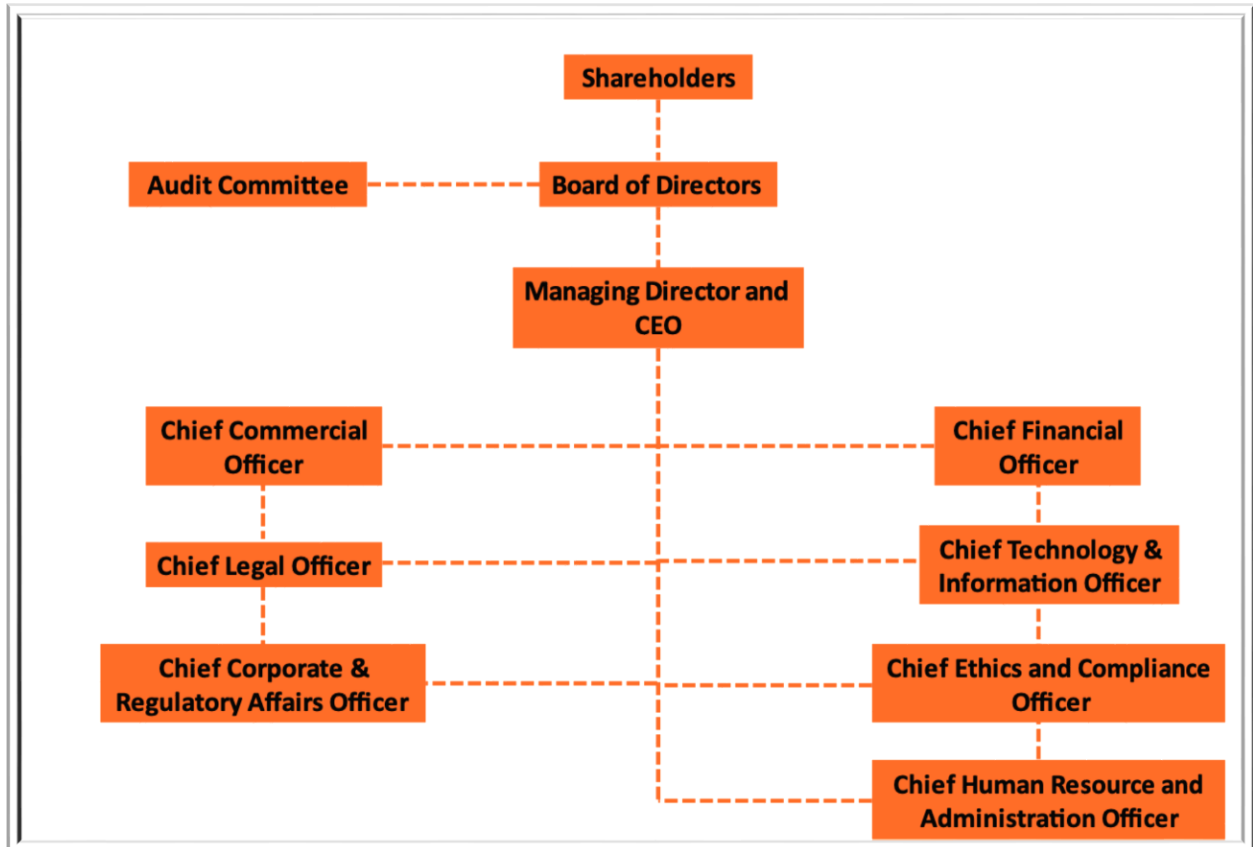 Shareholders
Audit Committee
Board of Directors
Managing Director and
CEO
Chief Commercial
Officer
Chief Financial
Officer
Chief Legal Officer
Chief Technology &
Information Officer
Chief Corporate &
Regulatory Affairs Officer
Chief Ethics and Compliance
Officer
Chief Human Resource and
Administration Officer